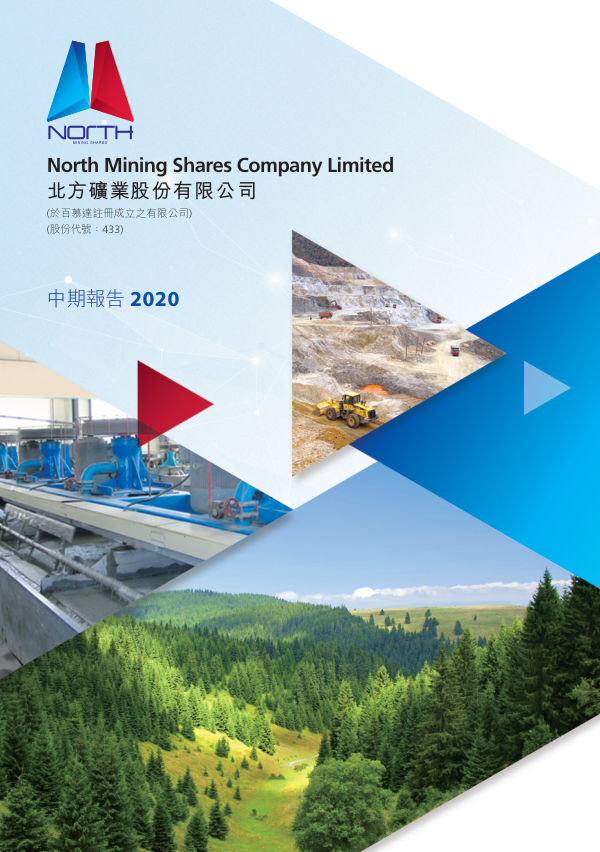 NORTH
MINING SHARES
North Mining Shares Company Limited
北方礦業股份有限公司
(於百慕達註冊成立之有限公司)
(股份代號：433)
中期報告 2020